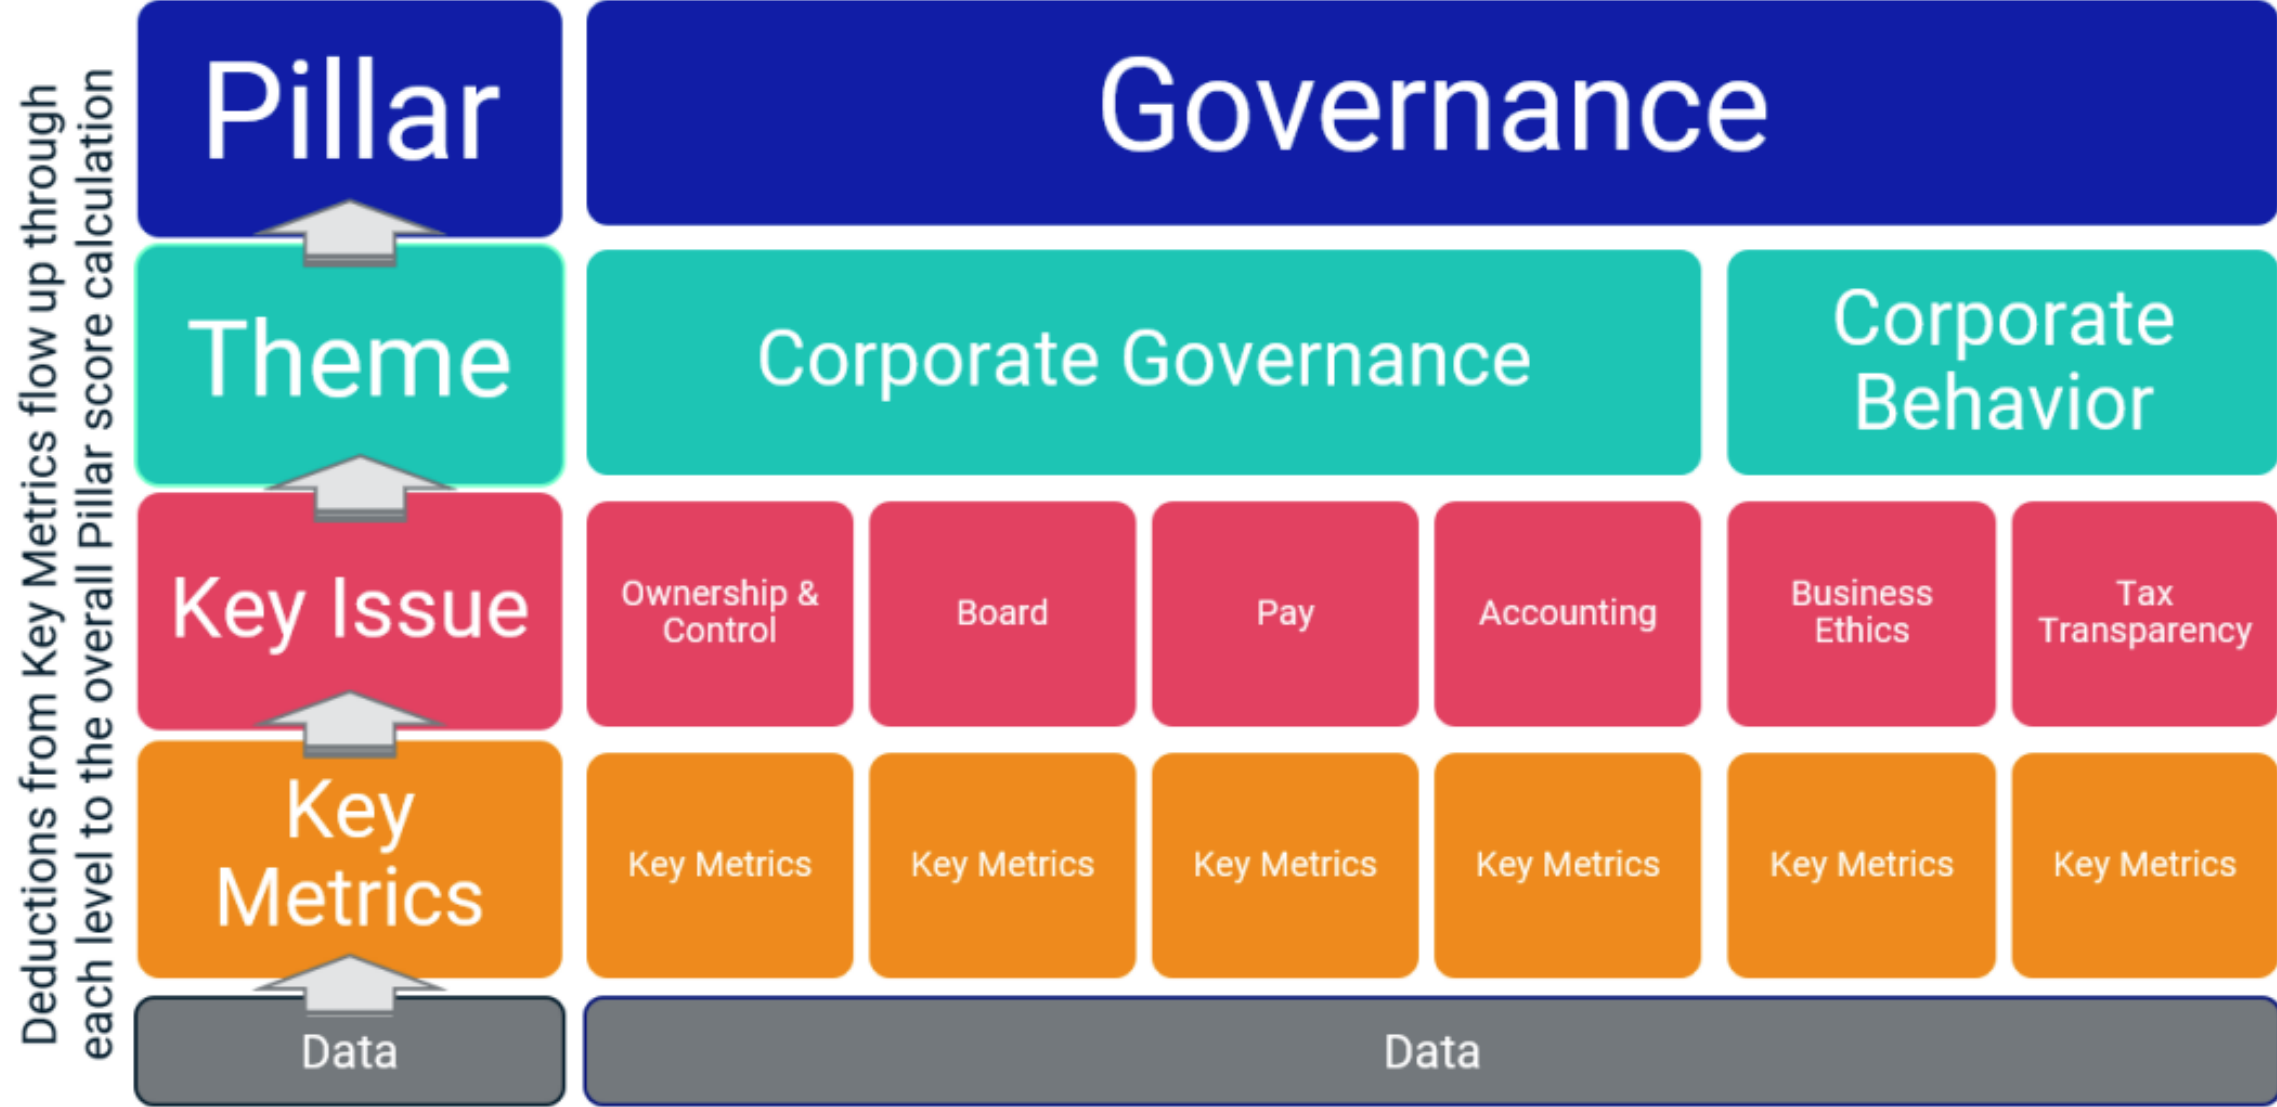 Deductions from Key Metrics flow up through
each level to the overall Pillar score calculation
Pillar
Governance
Theme
Corporate Governance
Corporate
Behavior
Key Issue
Ownership &
Control
Board
Pay
Accounting
Business
Ethics
Tax
Transparency
Key
Metrics
Key Metrics
Key Metrics
Key Metrics
Key Metrics
Key Metrics
Key Metrics
Data
Data